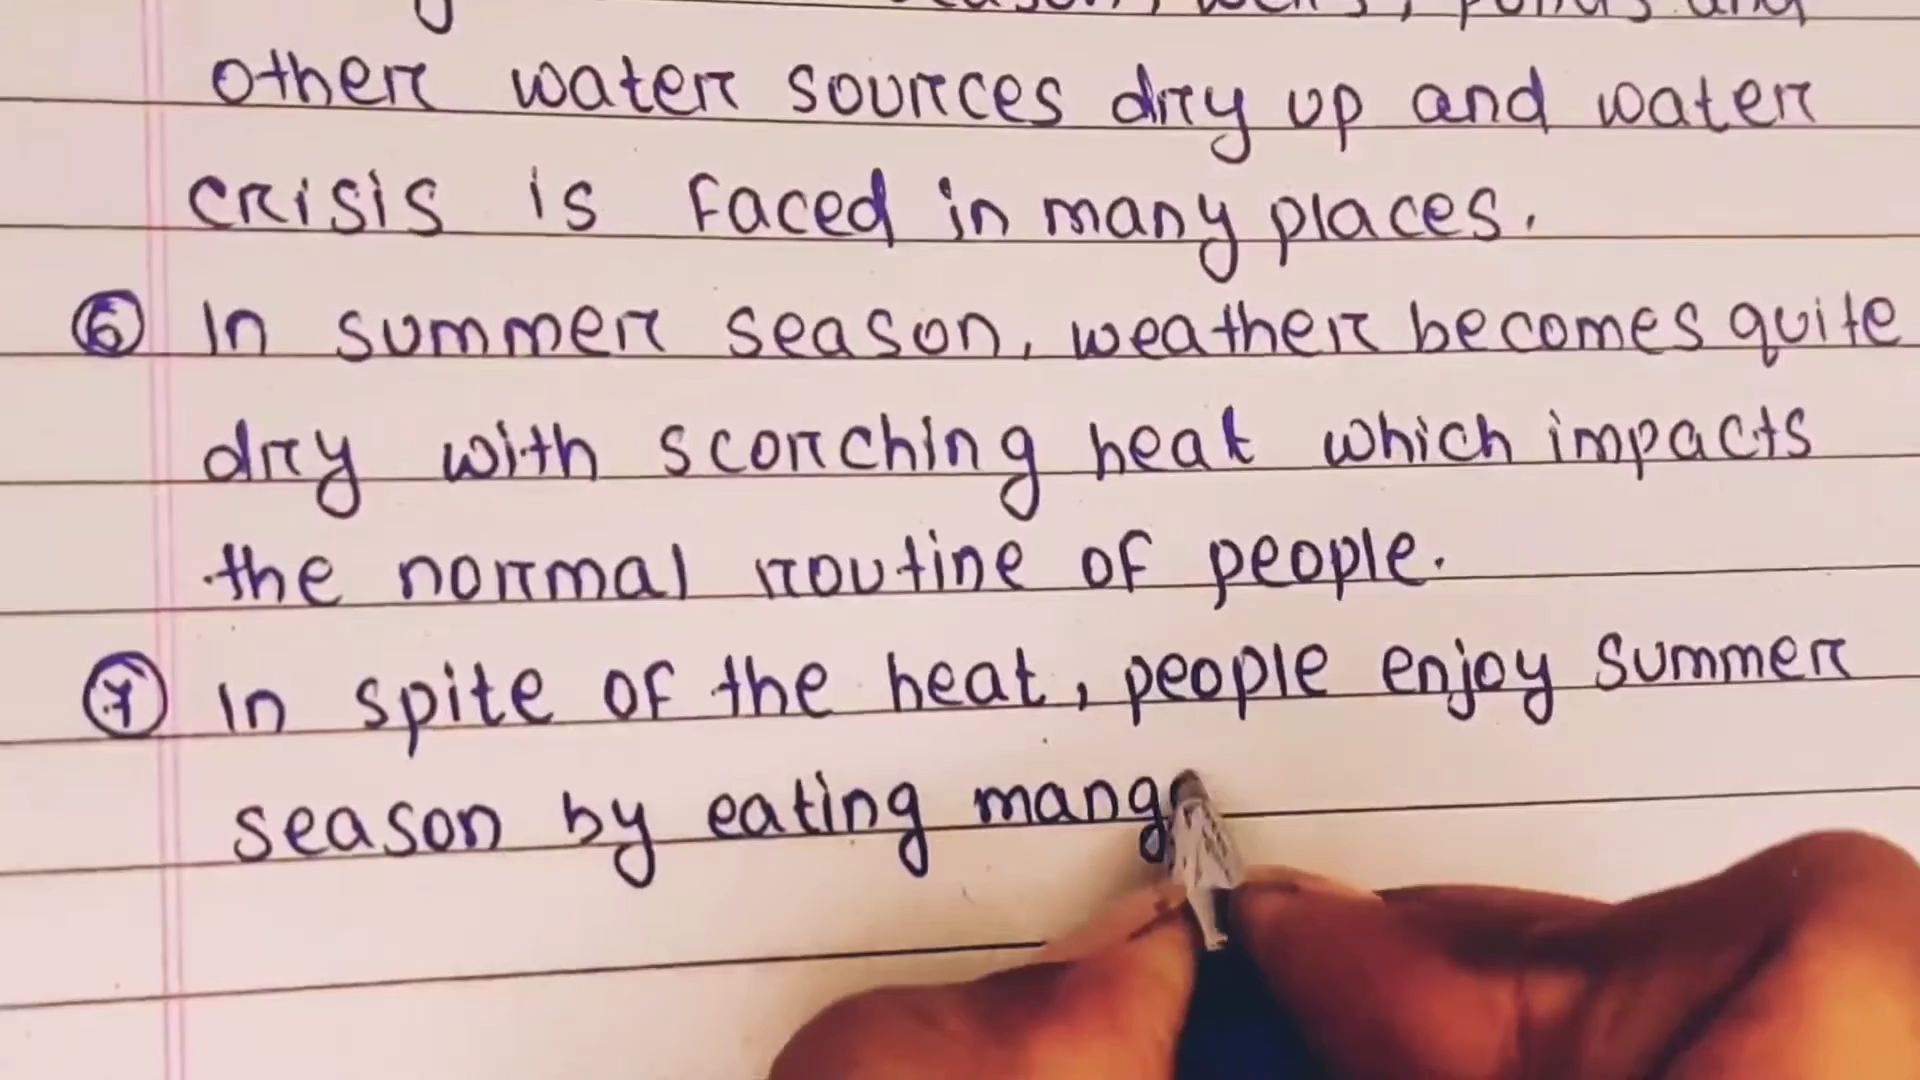 other water sources dry up and water
crisis is faced in many places.
6 In summer season, weather becomes quite
dry with scorching heat which impacts
the normal routine of people.
7 In spite of the heat, people enjoy summer
season by eating mang